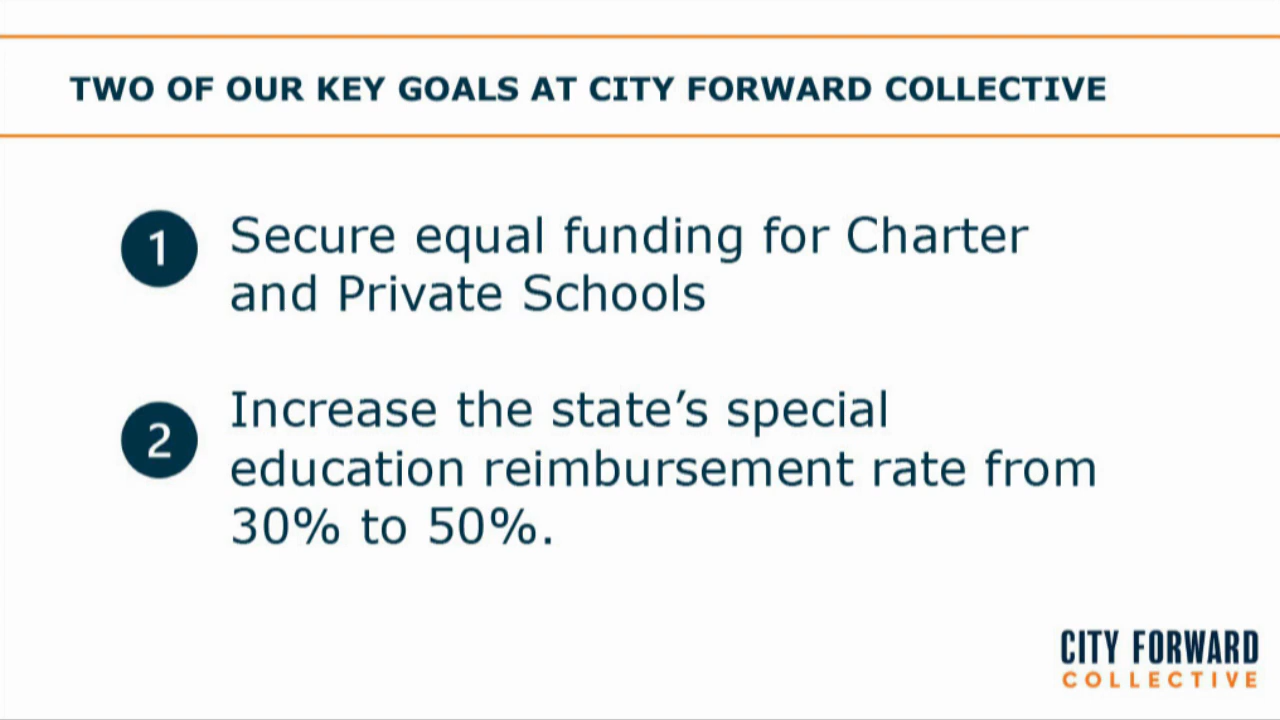 TWO OF OUR KEY GOALS AT CITY FORWARD COLLECTIVE
1
Secure equal funding for Charter
and Private Schools
2
Increase the state’s special
education reimbursement rate from
30% to 50%.
CITY FORWARD
COLLECTIVE